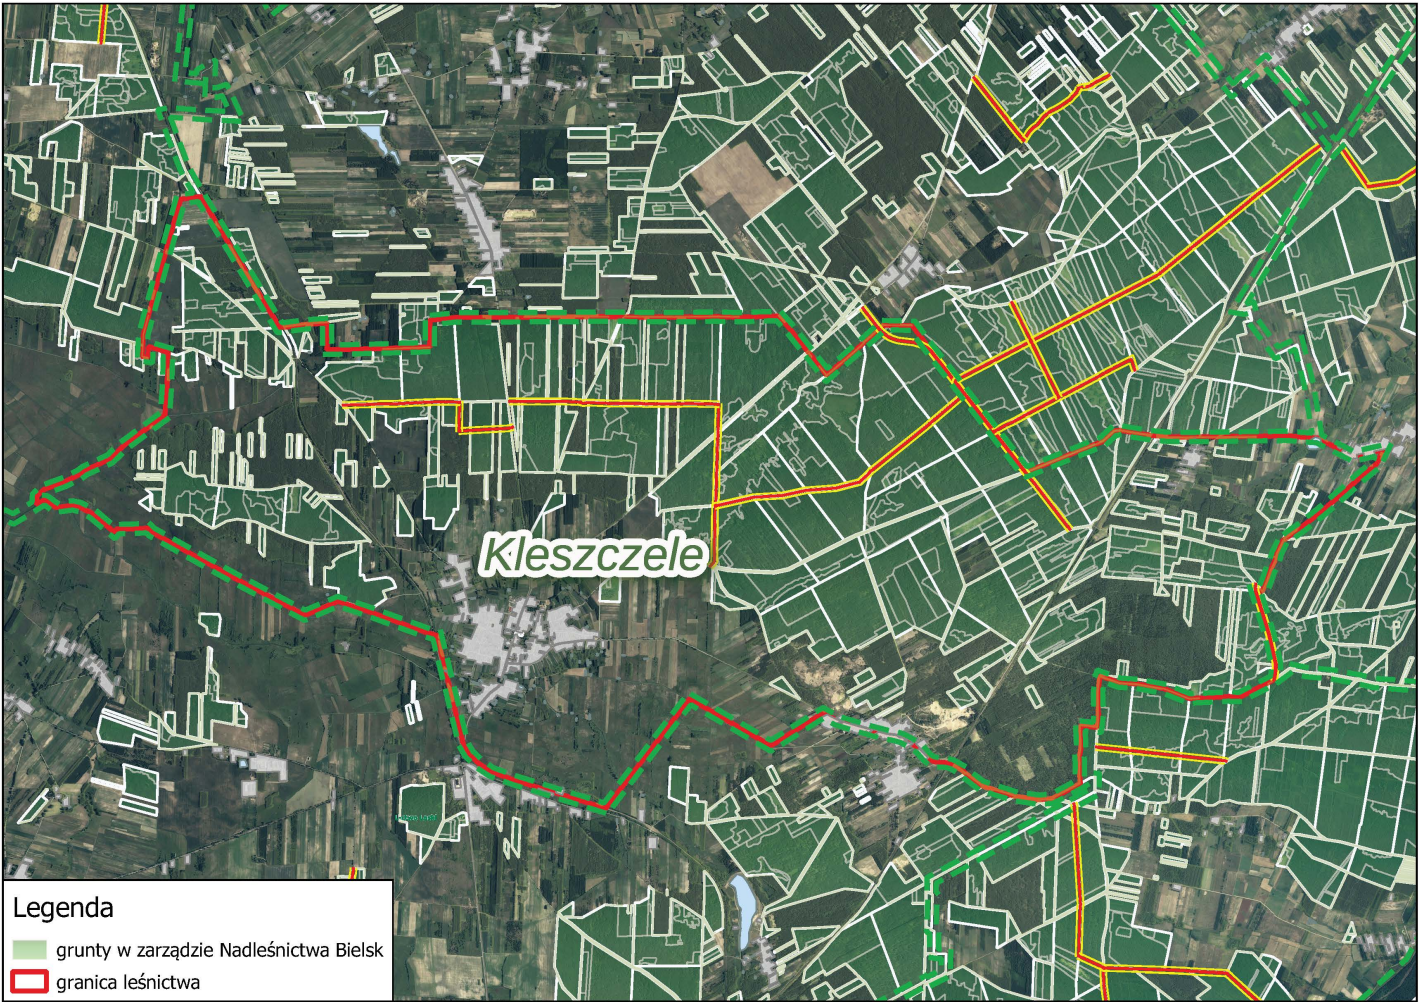 Kleszczele
Legenda
grunty w zarządzie Nadleśnictwa Bielsk
granica leśnictwa